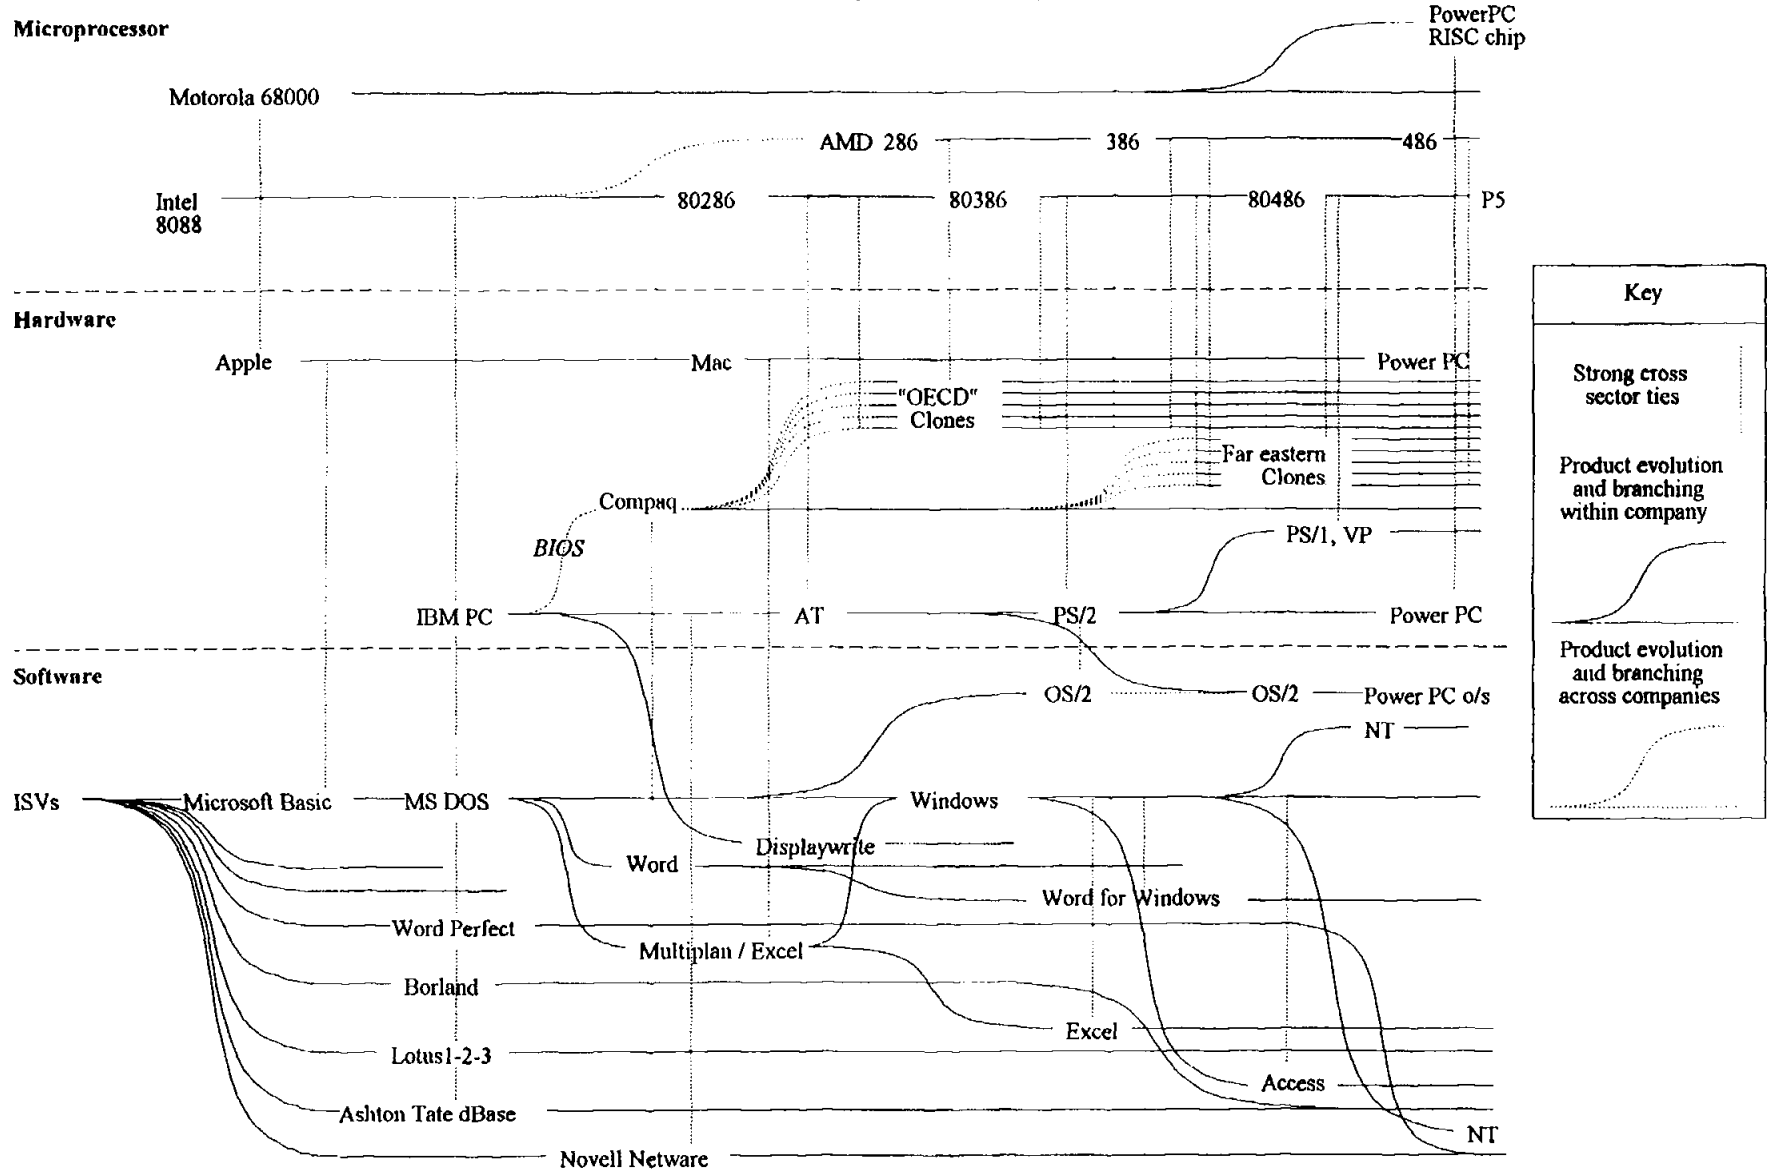 Microprocessor
PowerPC
RISC chip
Motorola 68000
AMD 286
386
486
Intel
8088
80286
80386
80486
P5
Key
Hardware
Apple
Mac
Power PC
"OECD"
Clones
Strong cross
sector ties
Far eastern
Clones
Product evolution
and branching
within company
Compaq
BIOS
PS/1, VP
IBM PC
AT
PS/2
Power PC
Product evolution
and branching
across companies
Software
OS/2
OS/2
Power PC o/s
NT
ISVs
Microsoft Basic
MS DOS
Windows
Displaywrite
Word
Word for Windows
Word Perfect
Multiplan / Excel
Borland
Excel
Lotus1-2-3
Access
Ashton Tate dBase
NT
Novell Netware